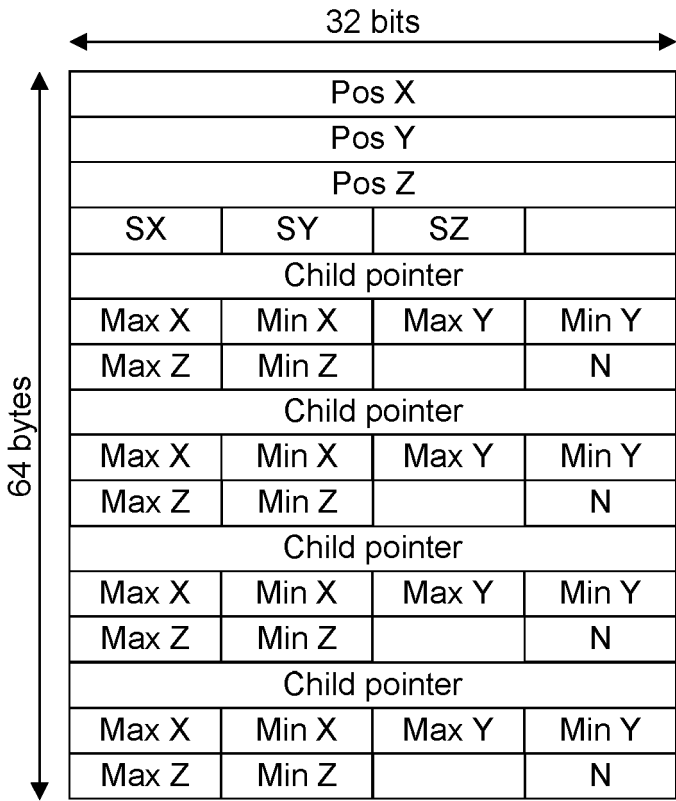 32 bits
64 bytes
Pos X
Pos Y
Pos Z
SX SY SZ
Child pointer
Max X Min X Max Y Min Y
Max Z Min Z N
Child pointer
Max X Min X Max Y Min Y
Max Z Min Z N
Child pointer
Max X Min X Max Y Min Y
Max Z Min Z N
Child pointer
Max X Min X Max Y Min Y
Max Z Min Z N